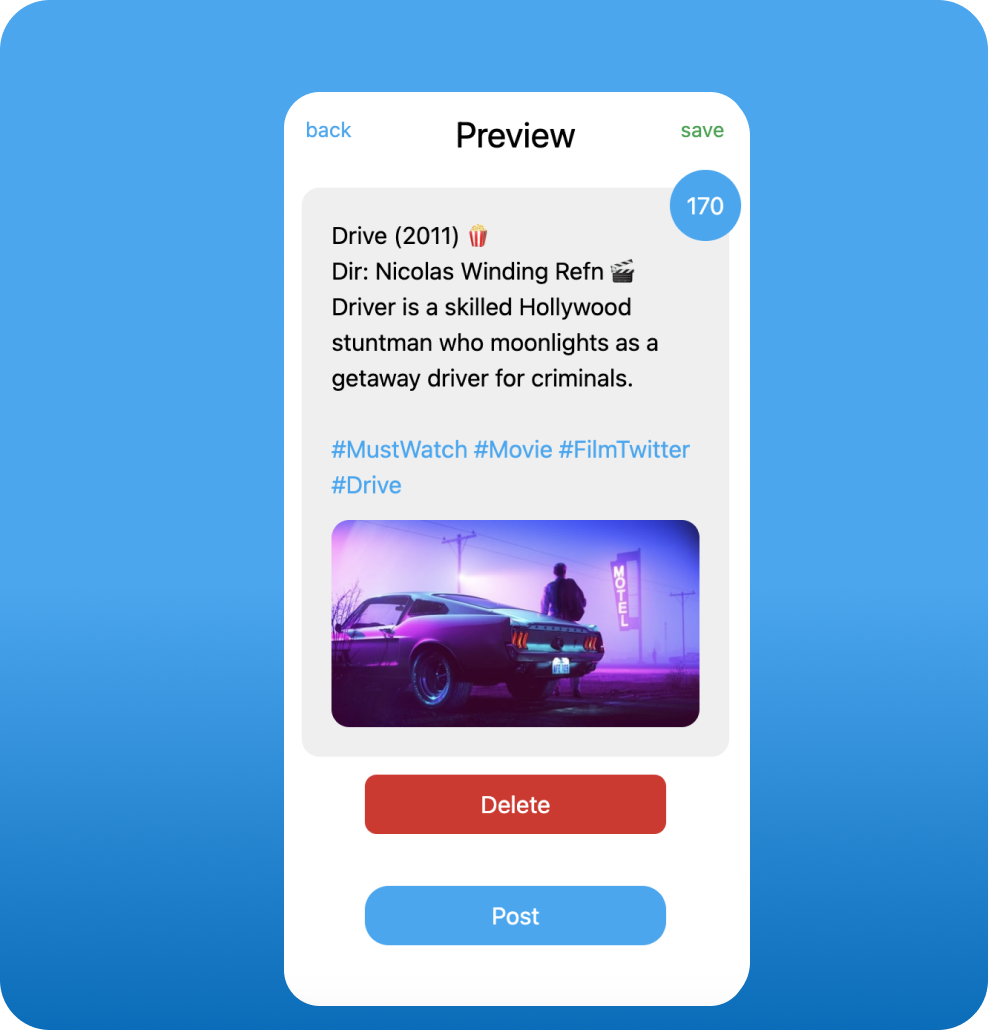 back
Preview
save
170
Drive (2011) 🍿
Dir: Nicolas Winding Refn 🎬
Driver is a skilled Hollywood
stuntman who moonlights as a
getaway driver for criminals.
#MustWatch #Movie #FilmTwitter
#Drive
MOTEL
Delete
Post